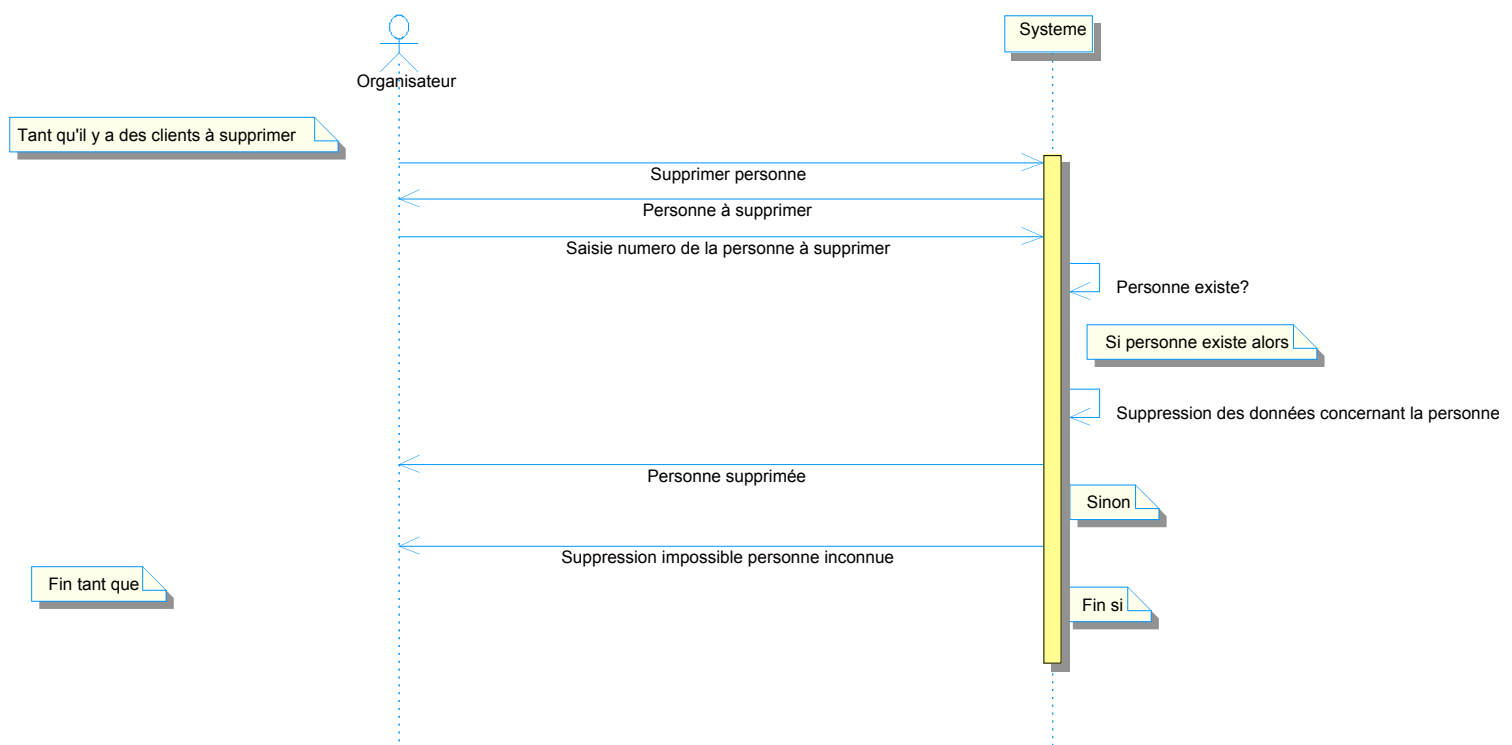 Systeme
Organisateur
Tant qu'il y a des clients à supprimer
Supprimer personne
Personne à supprimer
Saisie numero de la personne à supprimer
Personne existe?
Si personne existe alors
Suppression des données concernant la personne
Personne supprimée
Sinon
Suppression impossible personne inconnue
Fin tant que
Fin si